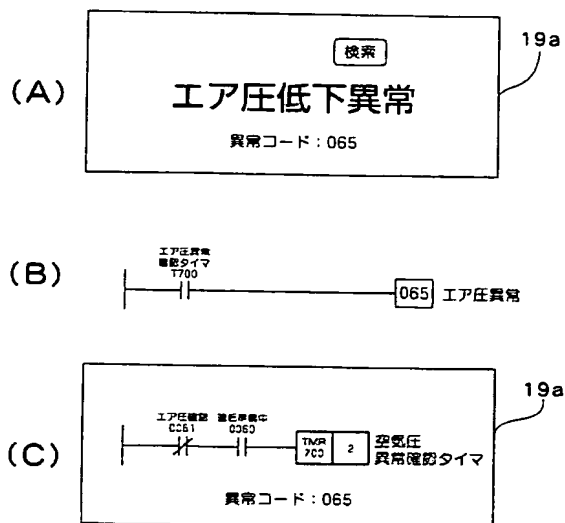 (A)
検索
19a
エア圧低下異常
異常コード：065
(B)
エア圧異常
確認タイマ
T700
065 エア圧異常
(C)
19a
エア圧確認
0061 0060
TMR 2 空気圧
700 異常確認タイマ
異常コード：065